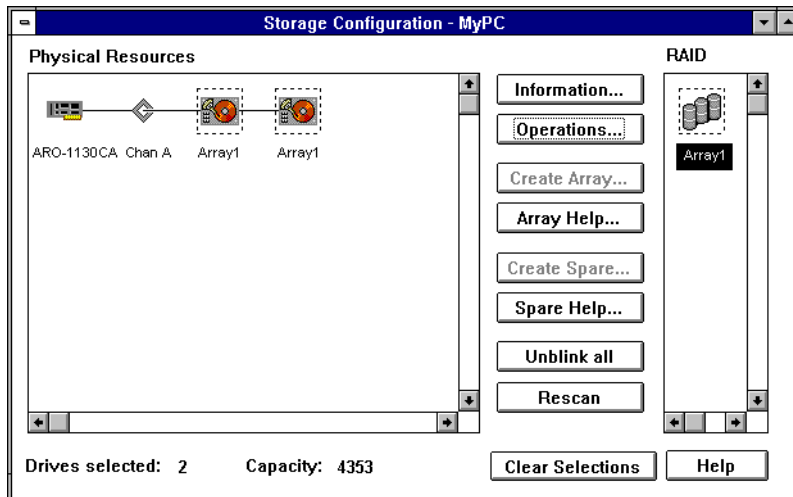 Storage Configuration - MyPC
Physical Resources
RAID
ARO-1130CA Chan A Array1 Array1
Information...
Operations...
Create Array...
Array Help...
Create Spare...
Spare Help...
Unblink all
Rescan
Array1
Drives selected: 2 Capacity: 4353
Clear Selections
Help